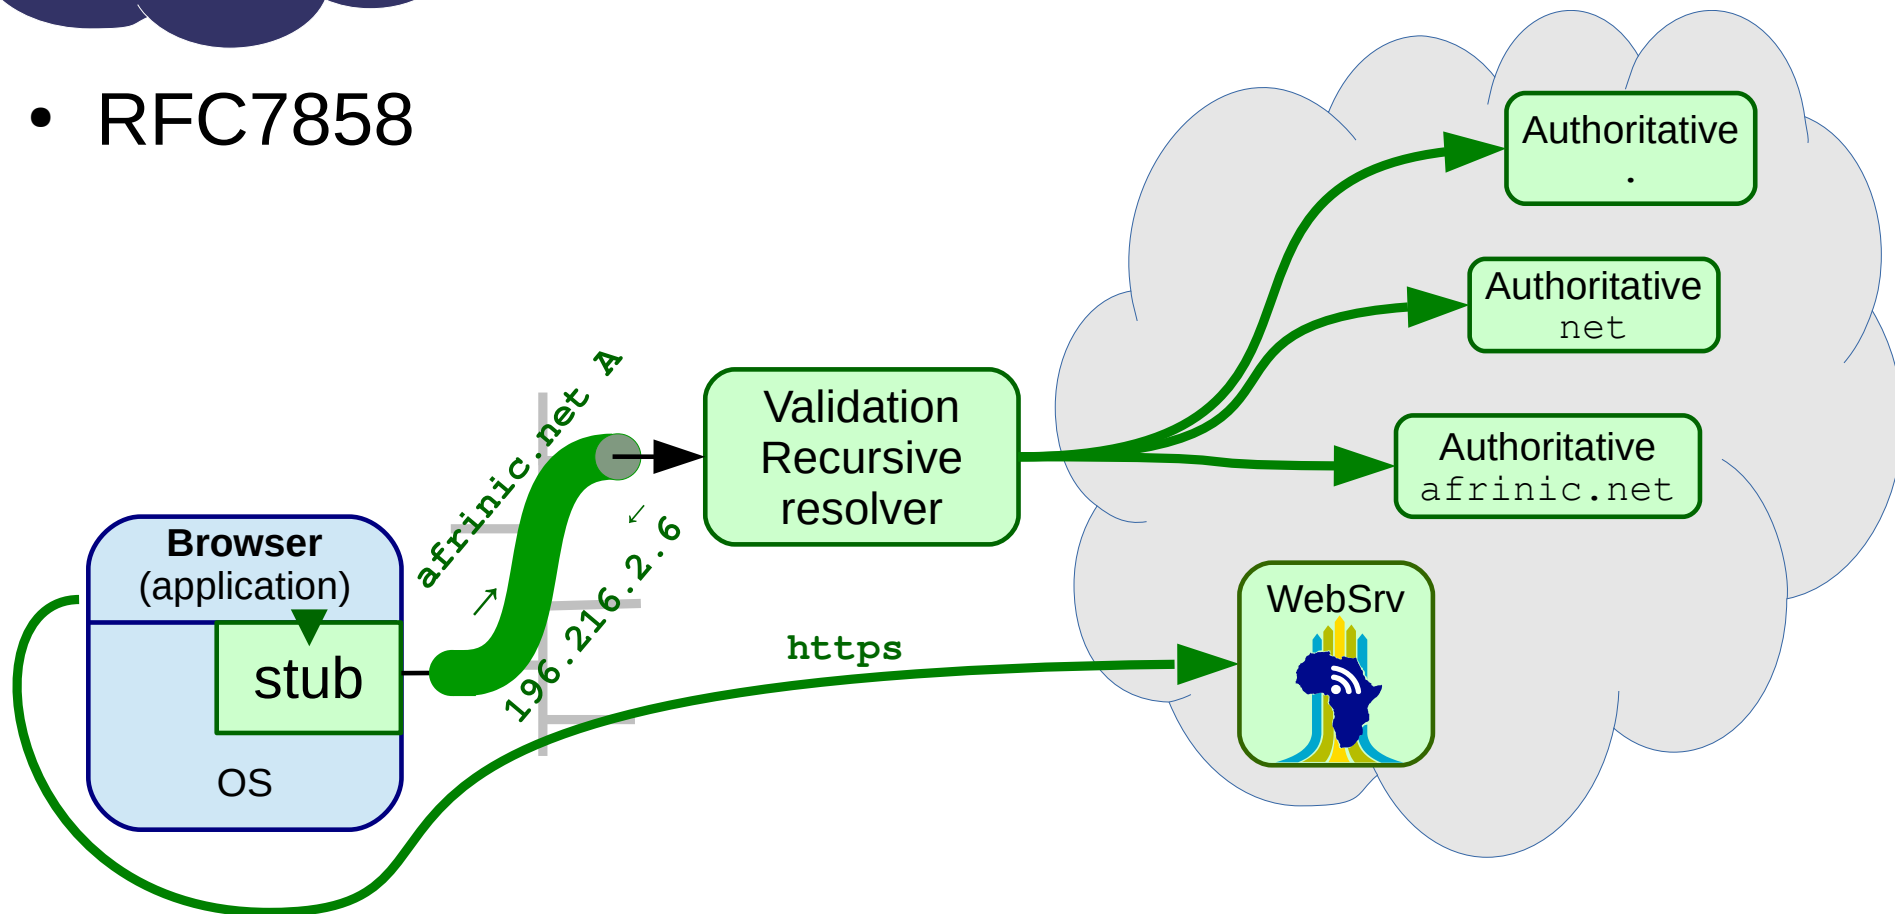 • RFC7858
Authoritative
.
Authoritative
net
Authoritative
afrinic.net
Validation
Recursive
resolver
afrinic.net A
→
←
196.216.2.6
Browser
(application)
stub
OS
https
WebSrv